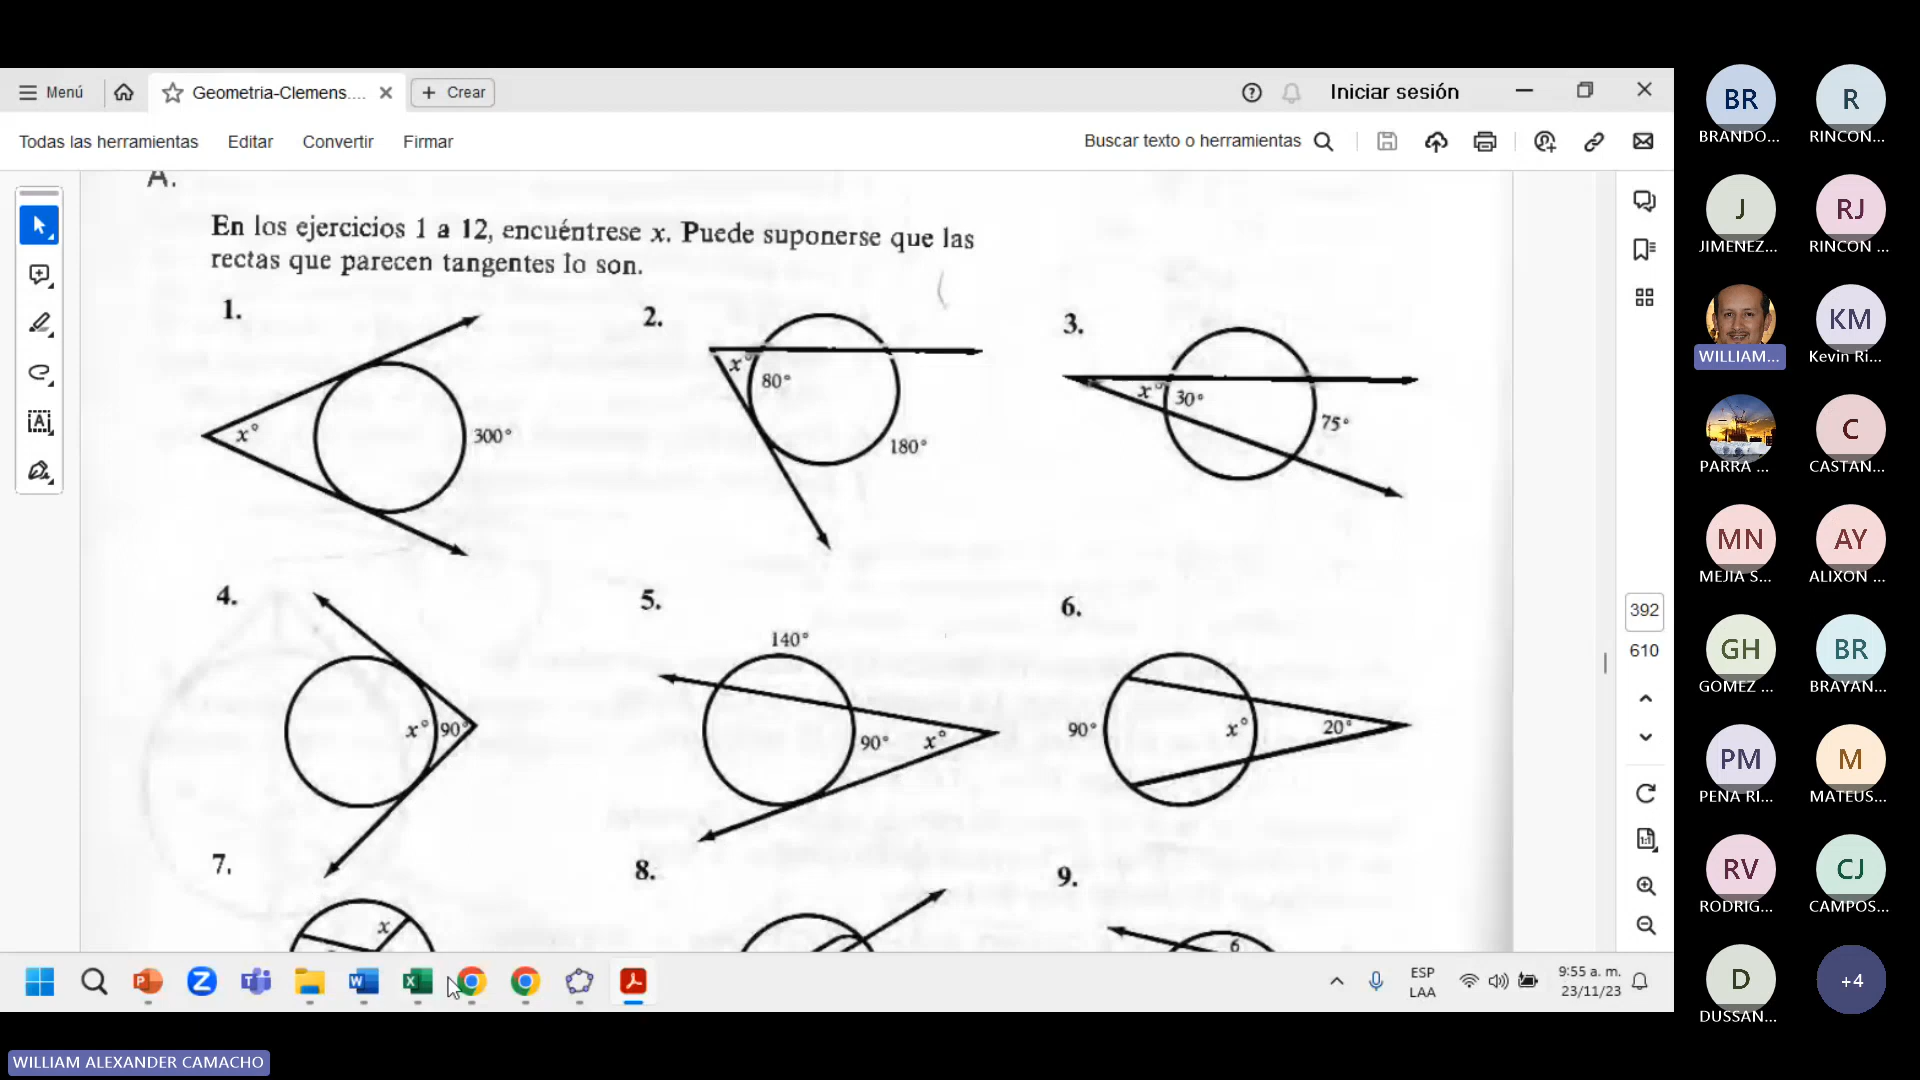 Menú
Geometria-Clemens....
Crear
Iniciar sesión
Todas las herramientas
Editar
Convertir
Firmar
Buscar texto o herramientas
A.
En los ejercicios 1 a 12, encuéntrese x. Puede suponerse que las
rectas que parecen tangentes lo son.
1.
x°
300°
2.
x°
80°
180°
3.
x°
30°
75°
4.
x°
90°
5.
140°
90°
x°
6.
90°
x°
20°
7.
x
8.
9.
6
392
610
ESP
LAA
9:55 a. m.
23/11/23
BR
BRANDO...
R
RINCON...
J
JIMENEZ...
RJ
RINCON ...
WILLIAM...
KM
Kevin Ri...
PARRA ...
C
CASTAN...
MN
MEJIA S...
AY
ALIXON ...
GH
GOMEZ ...
BR
BRAYAN...
PM
PEÑA RI...
M
MATEUS...
RV
RODRIG...
CJ
CAMPOS...
D
DUSSAN...
+4
WILLIAM ALEXANDER CAMACHO